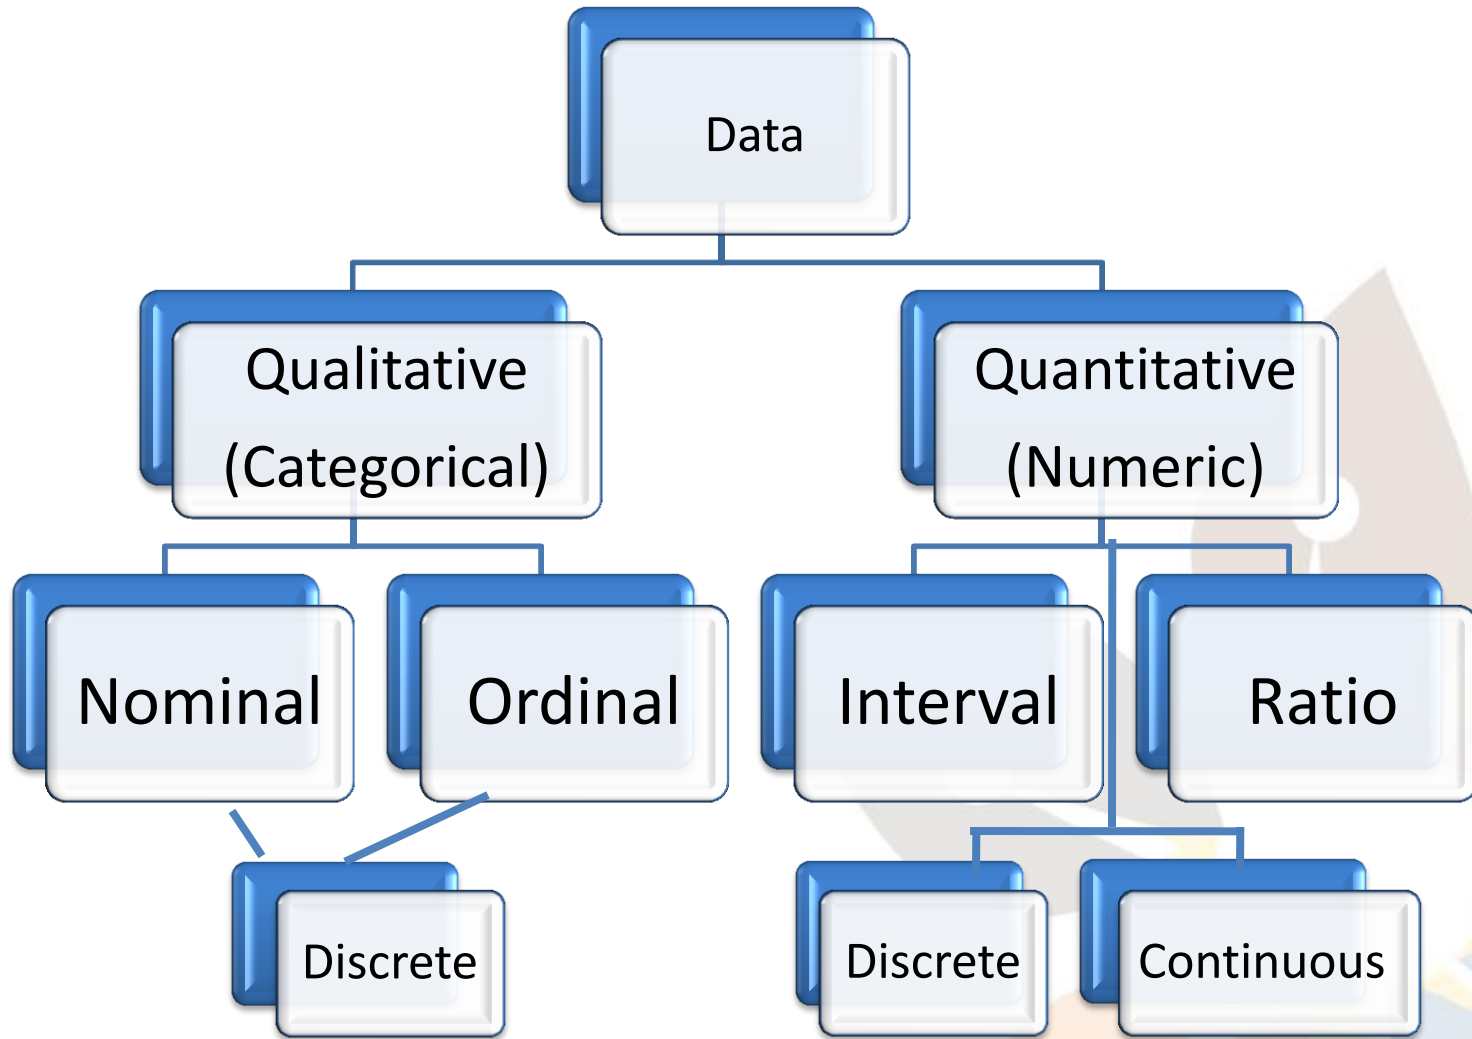 Data
Qualitative
(Categorical)
Quantitative
(Numeric)
Nominal
Ordinal
Interval
Ratio
Discrete
Discrete
Continuous